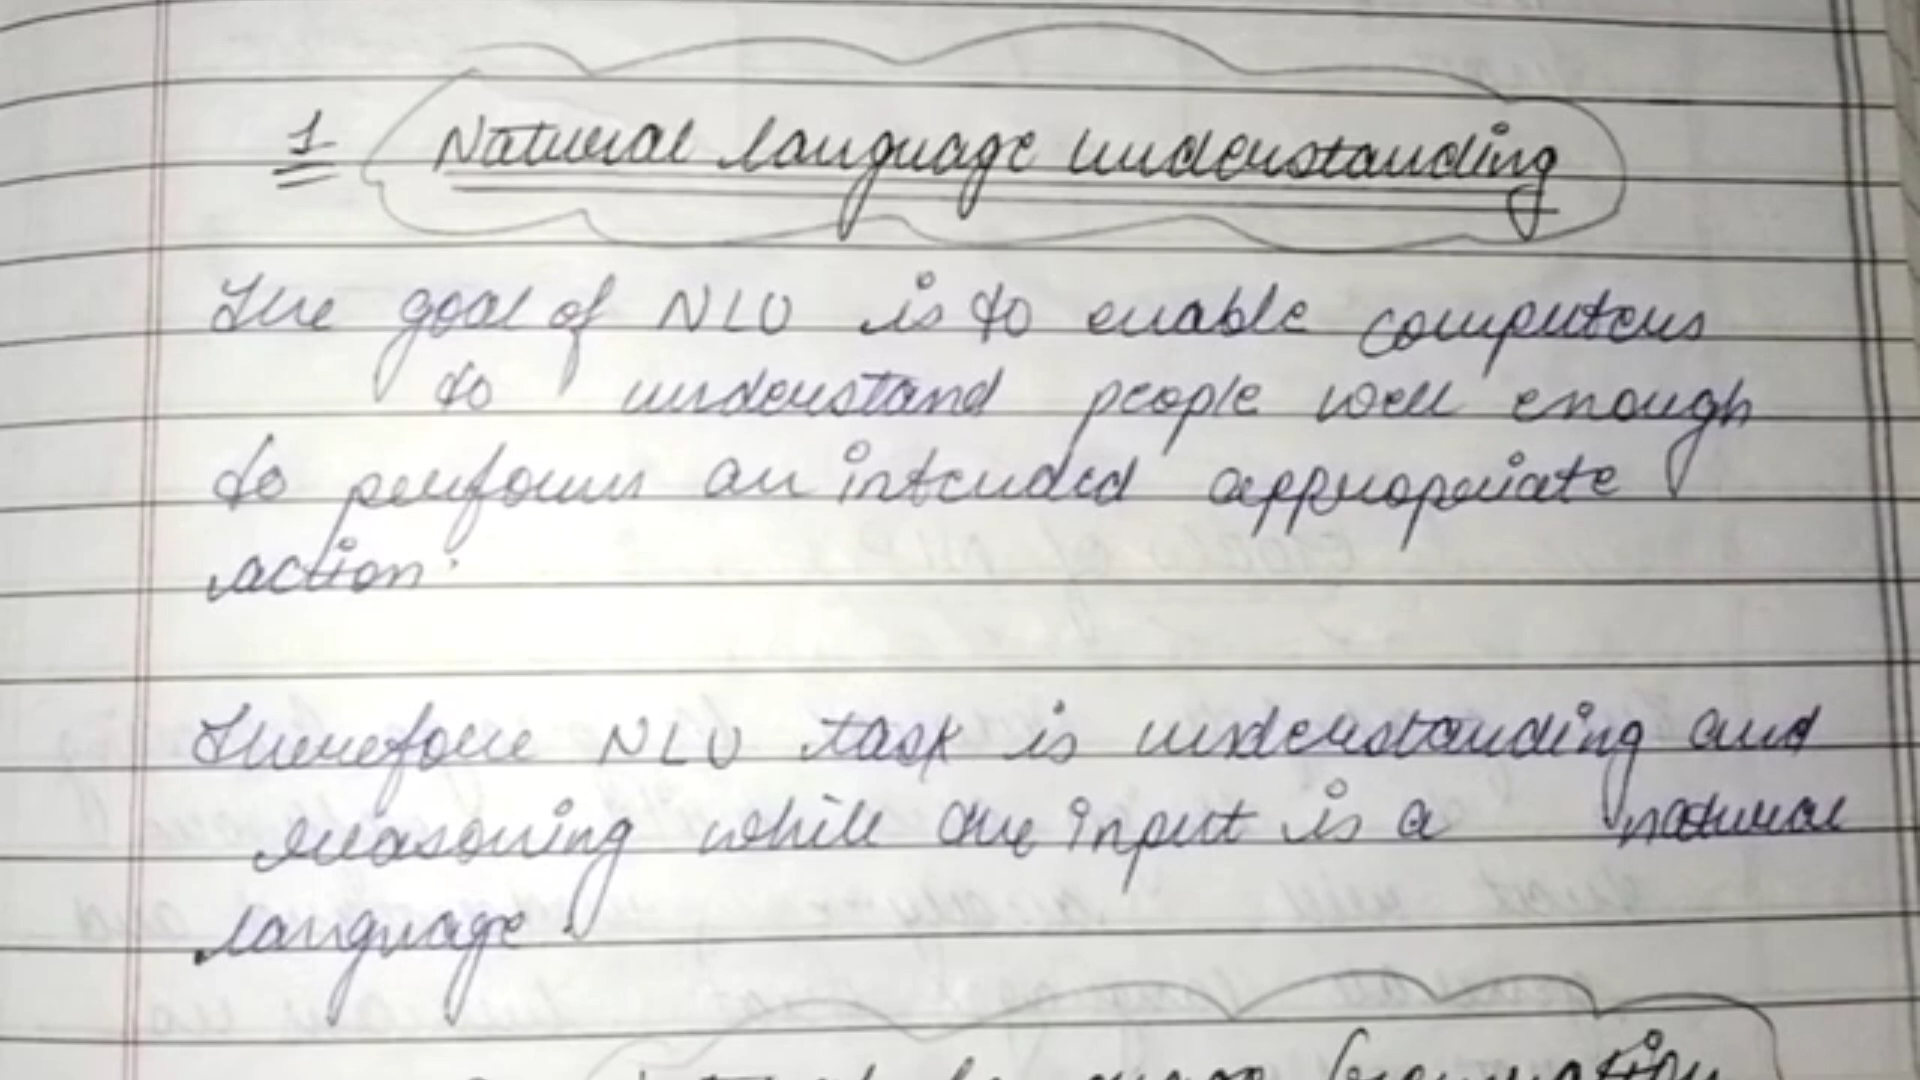 1 Natural language understanding
The goal of NLU is to enable computers
to understand people well enough
to perform an intended appropriate
action.
Therefore NLU task is understanding and
reasoning while the input is a natural
language